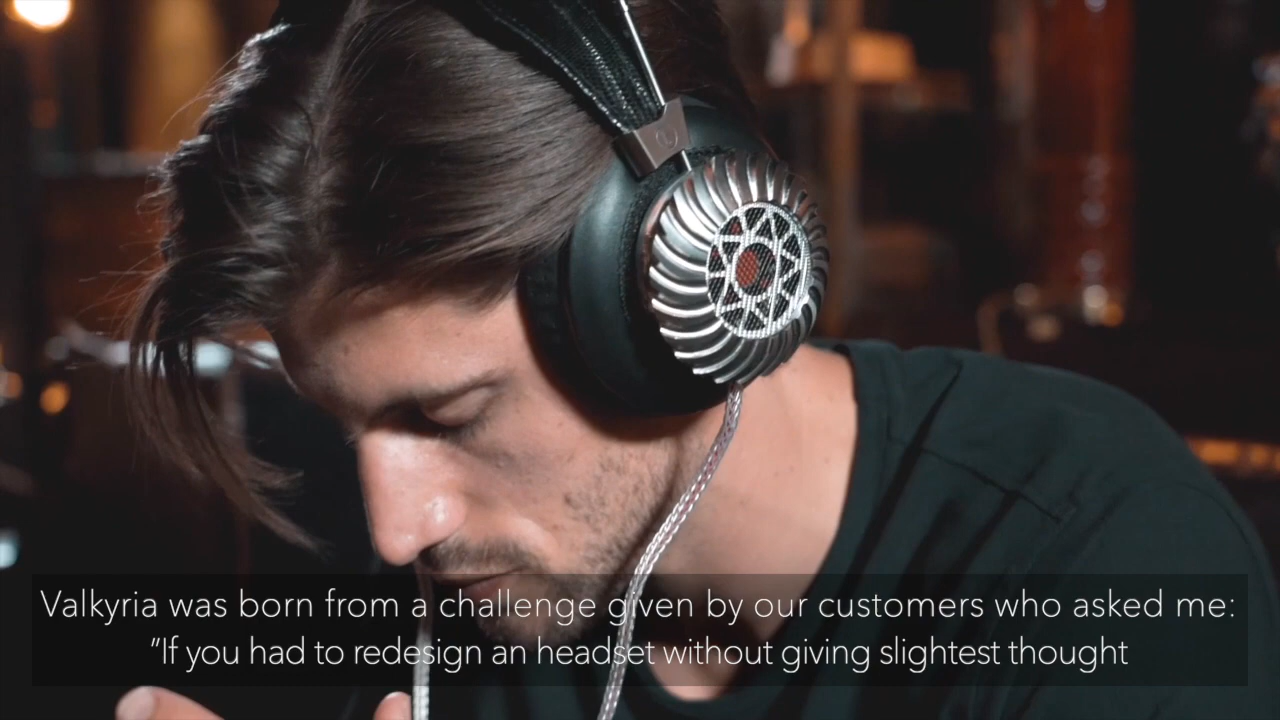 Valkyria was born from a challenge given by our customers who asked me:
"If you had to redesign an headset without giving slightest thought